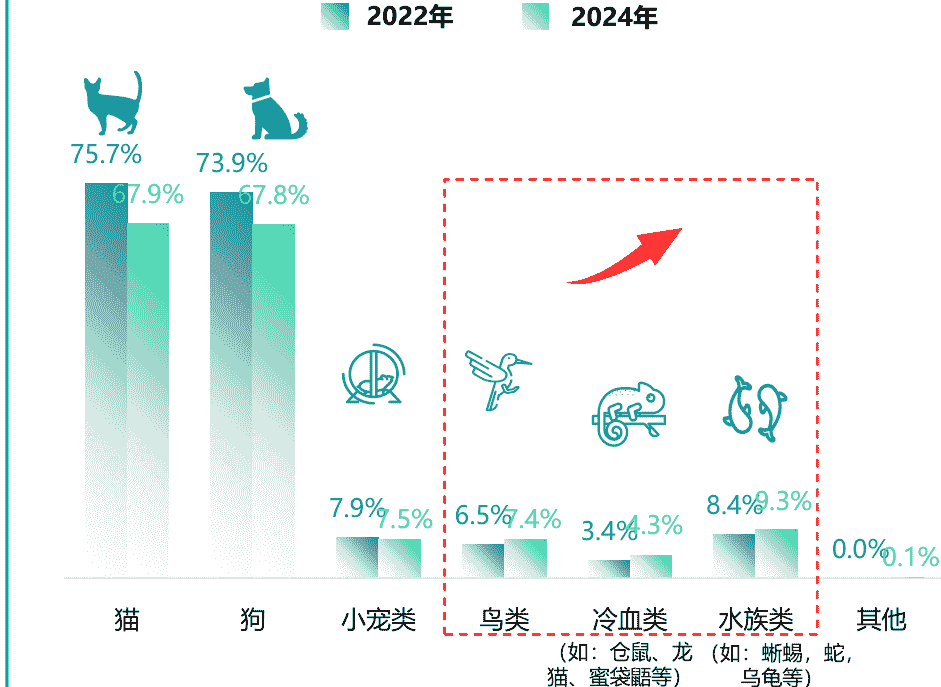 2022年 2024年
75.7%
73.9%
67.9% 67.8%
7.9% 7.5% 6.5% 7.4% 3.4% 4.3% 8.4% 9.3%
0.0% 0.1%
猫 狗 小宠类 鸟类 冷血类 水族类 其他
（如：仓鼠、龙 （如：蜥蜴，蛇，
猫、蜜袋鼯等） 乌龟等）